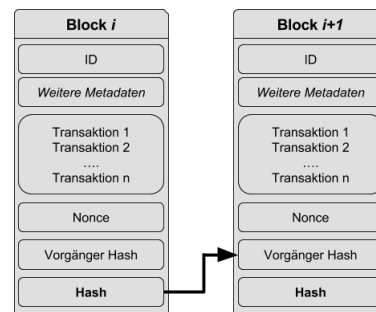 Block i
ID
Weitere Metadaten
Transaktion 1
Transaktion 2
....
Transaktion n
Nonce
Vorgänger Hash
Hash
Block i+1
ID
Weitere Metadaten
Transaktion 1
Transaktion 2
....
Transaktion n
Nonce
Vorgänger Hash
Hash